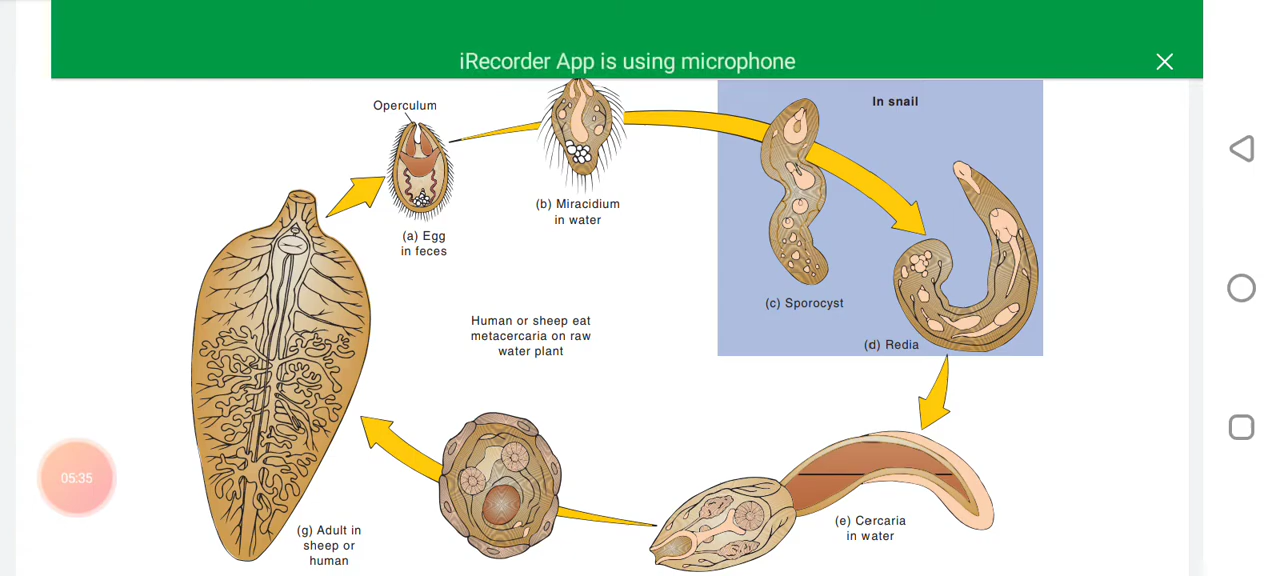 iRecorder App is using microphone
Operculum
In snail
(b) Miracidium
in water
(a) Egg
in feces
(c) Sporocyst
Human or sheep eat
metacercaria on raw
water plant
(d) Redia
05:35
(g) Adult in
sheep or
human
(e) Cercaria
in water